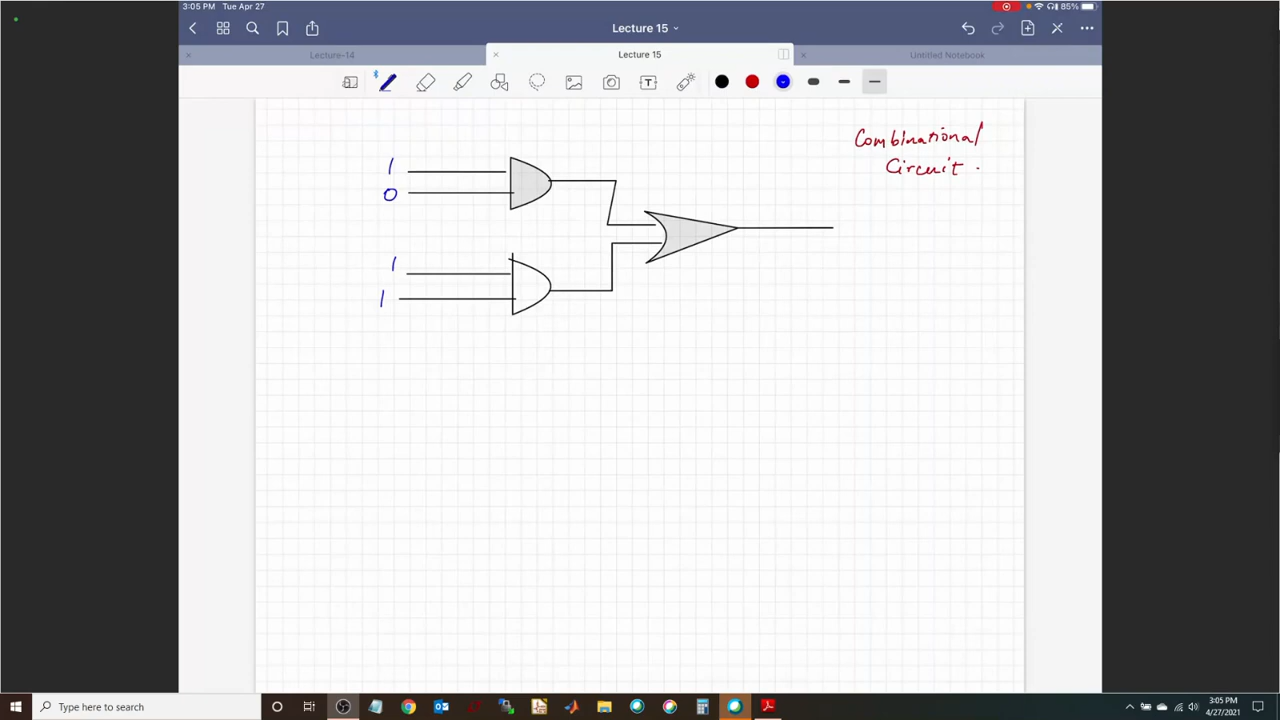 3:05 PM Tue Apr 27
85%
Lecture 15
Lecture-14
Lecture 15
Untitled Notebook
T
Combinational
Circuit
1
0
1
1
Type here to search
3:05 PM
4/27/2021